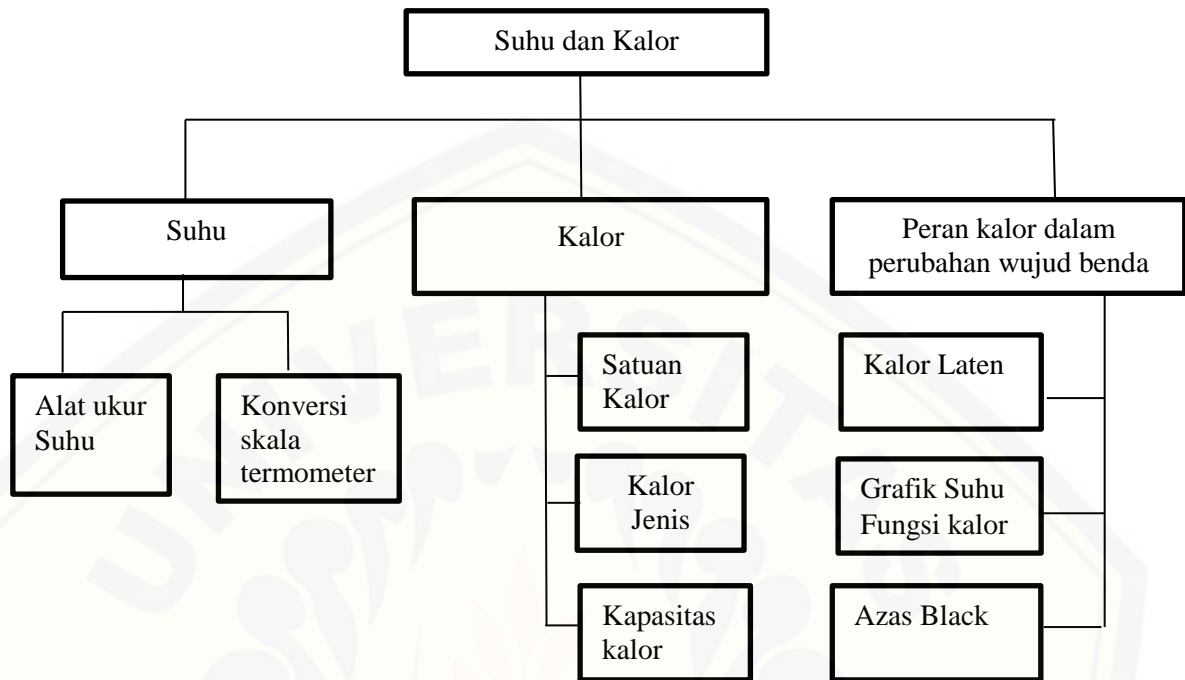 Suhu dan Kalor
Suhu
Kalor
Peran kalor dalam
perubahan wujud benda
Alat ukur
Suhu
Konversi
skala
termometer
Satuan
Kalor
Kalor
Jenis
Kapasitas
kalor
Kalor Laten
Grafik Suhu
Fungsi kalor
Azas Black
UNIVERSITAS